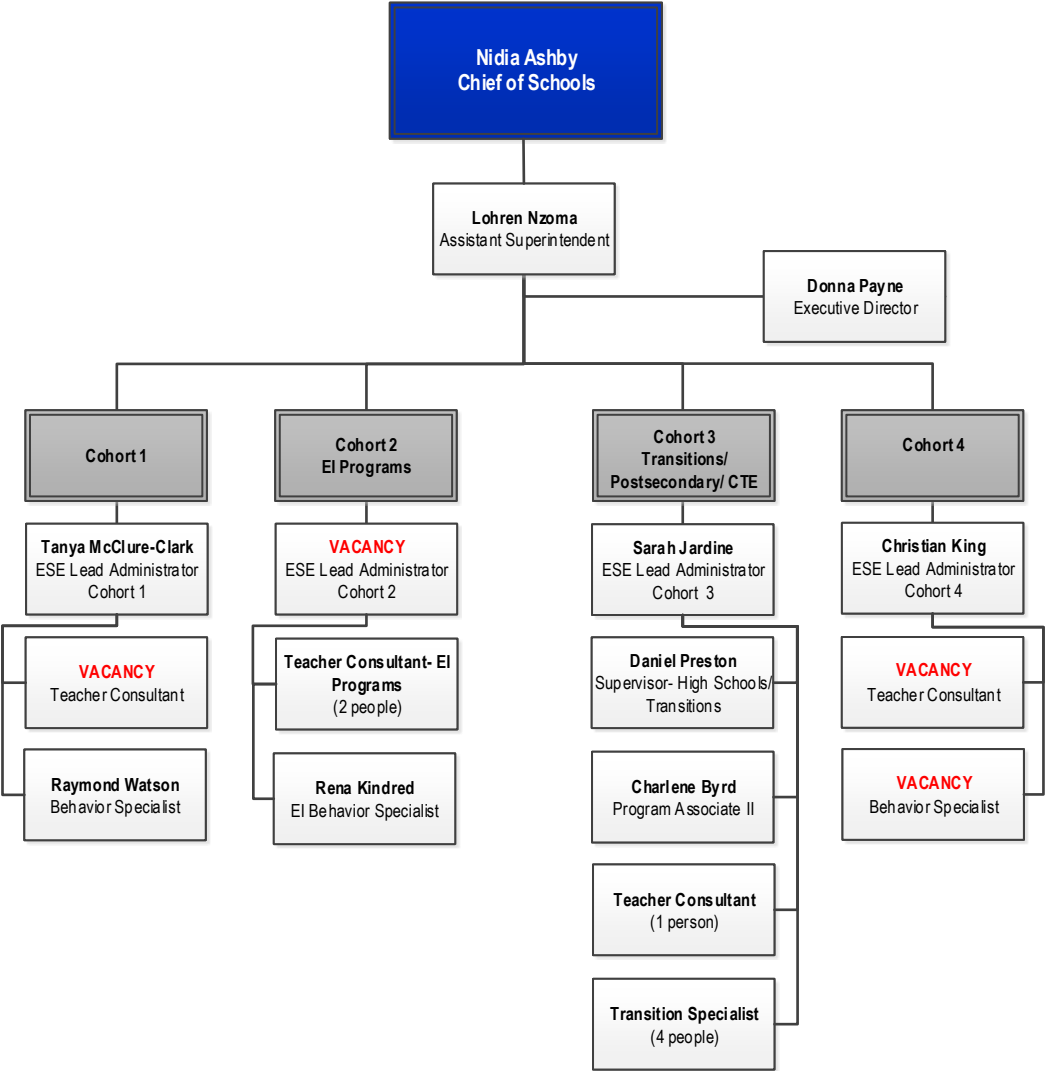 Nidia Ashby
Chief of Schools
Lohren Nzoma
Assistant Superintendent
Donna Payne
Executive Director
Cohort 1
Cohort 2
EI Programs
Cohort 3
Transitions/
Postsecondary/ CTE
Cohort 4
Tanya McClure-Clark
ESE Lead Administrator
Cohort 1
VACANCY
ESE Lead Administrator
Cohort 2
Sarah Jardine
ESE Lead Administrator
Cohort 3
Christian King
ESE Lead Administrator
Cohort 4
VACANCY
Teacher Consultant
Teacher Consultant- EI
Programs
(2 people)
Daniel Preston
Supervisor- High Schools/
Transitions
VACANCY
Teacher Consultant
Raymond Watson
Behavior Specialist
Rena Kindred
EI Behavior Specialist
Charlene Byrd
Program Associate II
VACANCY
Behavior Specialist
Teacher Consultant
(1 person)
Transition Specialist
(4 people)